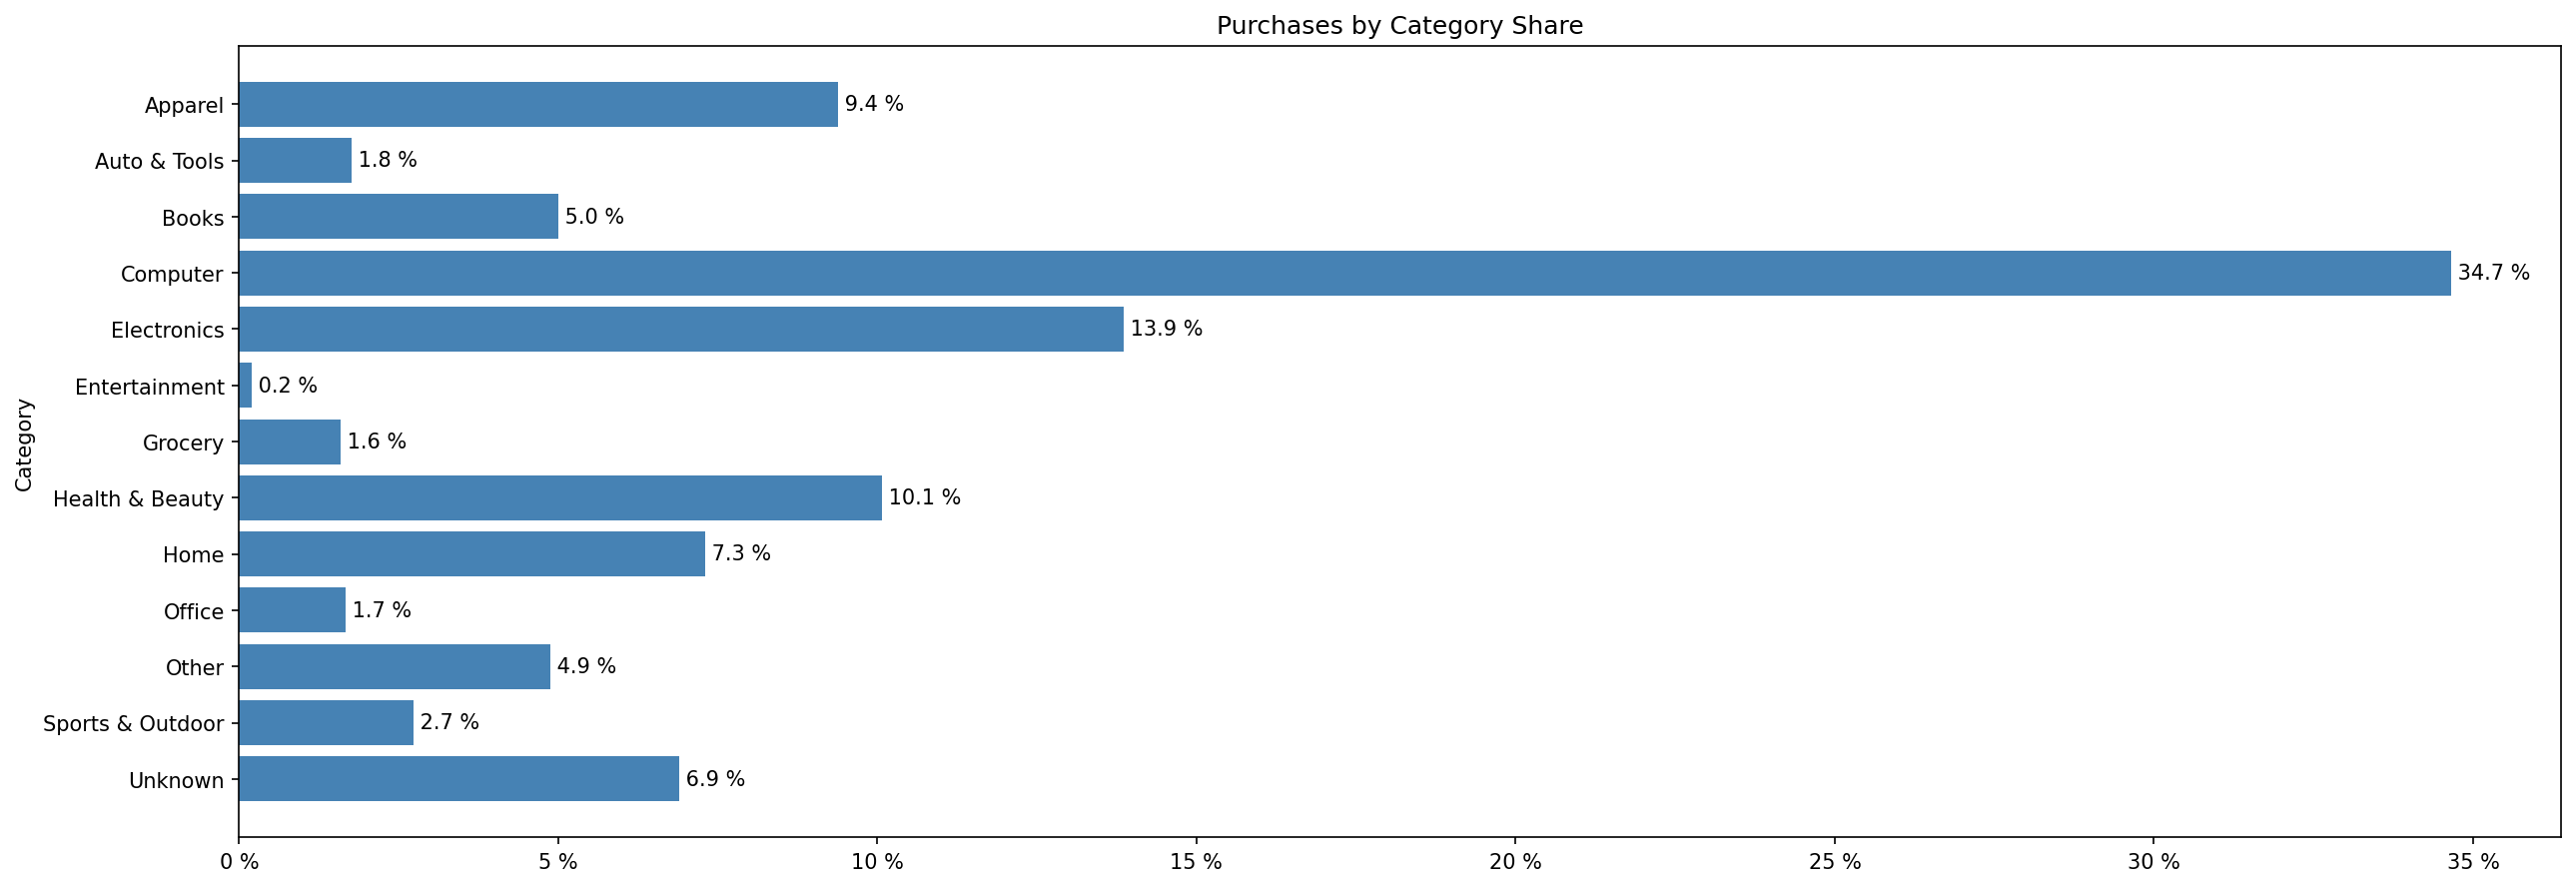 Purchases by Category Share
Category
Apparel 9.4 %
Auto & Tools 1.8 %
Books 5.0 %
Computer 34.7 %
Electronics 13.9 %
Entertainment 0.2 %
Grocery 1.6 %
Health & Beauty 10.1 %
Home 7.3 %
Office 1.7 %
Other 4.9 %
Sports & Outdoor 2.7 %
Unknown 6.9 %
0 % 5 % 10 % 15 % 20 % 25 % 30 % 35 %